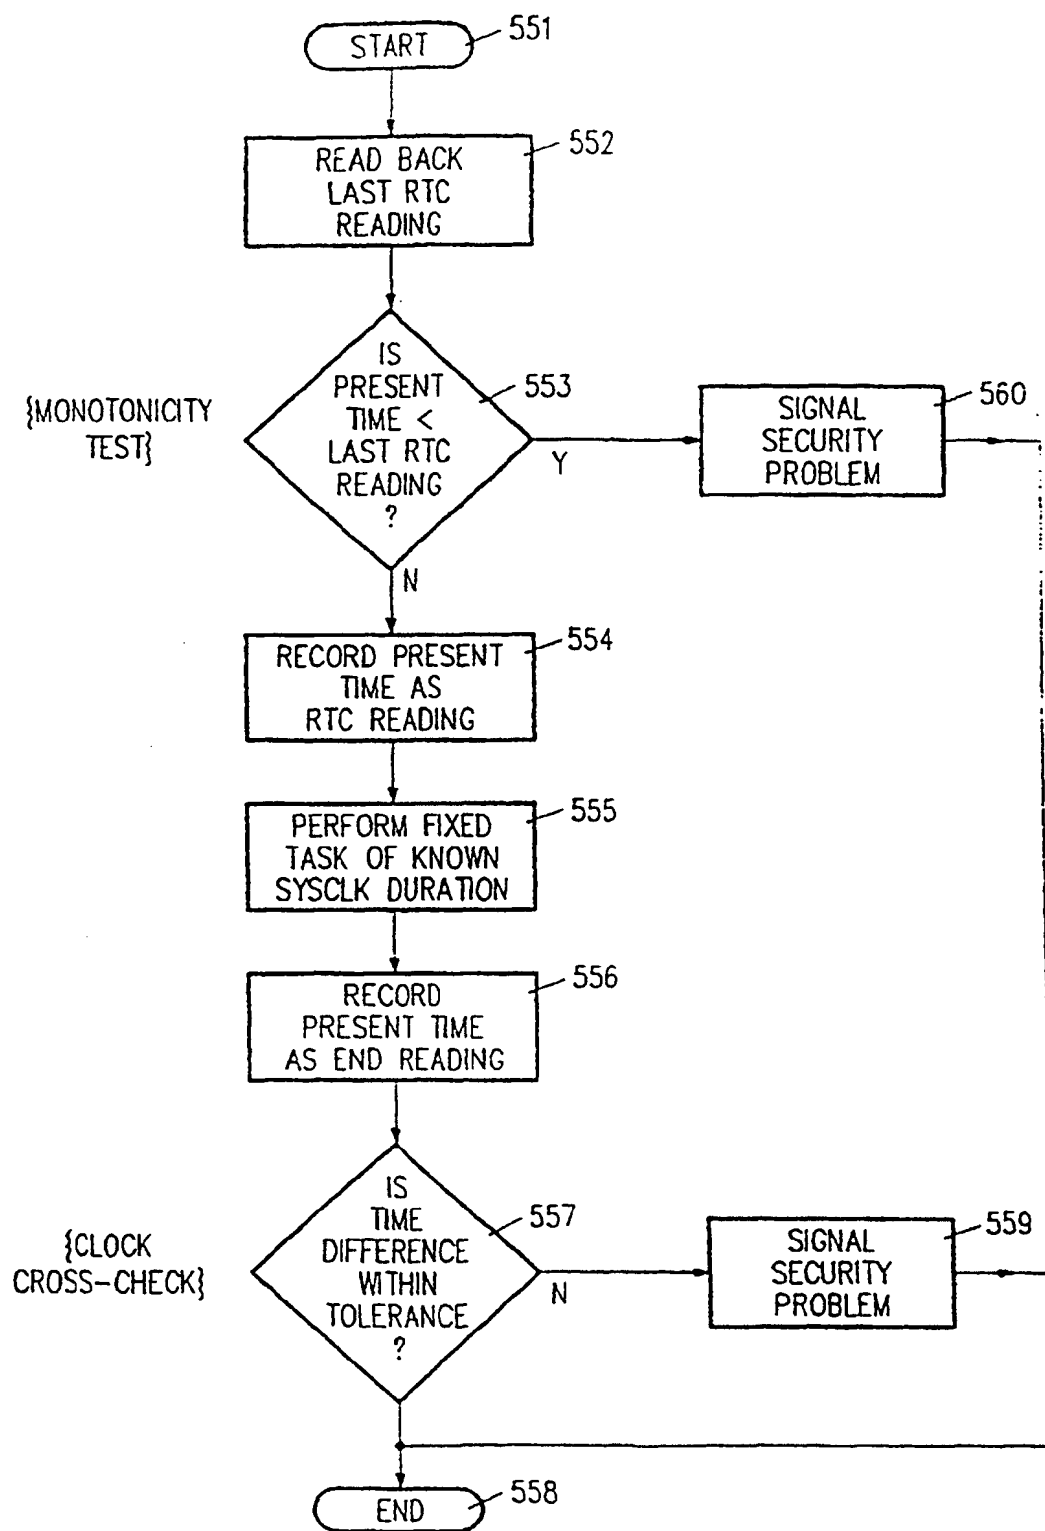 START
551
READ BACK
LAST RTC
READING
552
{MONOTONICITY
TEST}
IS
PRESENT
TIME <
LAST RTC
READING
?
553
Y
SIGNAL
SECURITY
PROBLEM
560
N
RECORD PRESENT
TIME AS
RTC READING
554
PERFORM FIXED
TASK OF KNOWN
SYSCLK DURATION
555
RECORD
PRESENT TIME
AS END READING
556
{CLOCK
CROSS-CHECK}
IS
TIME
DIFFERENCE
WITHIN
TOLERANCE
?
557
N
SIGNAL
SECURITY
PROBLEM
559
END
558